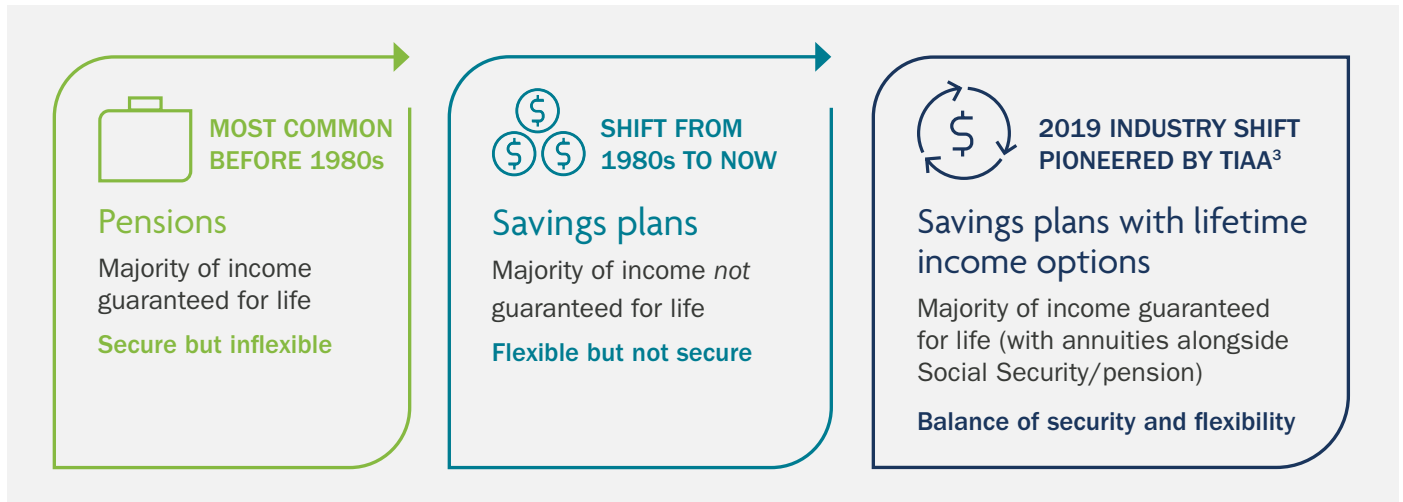 MOST COMMON
BEFORE 1980s
Pensions
Majority of income
guaranteed for life
Secure but inflexible
$
$ $
SHIFT FROM
1980s TO NOW
Savings plans
Majority of income not
guaranteed for life
Flexible but not secure
$
2019 INDUSTRY SHIFT
PIONEERED BY TIAA³
Savings plans with lifetime
income options
Majority of income guaranteed
for life (with annuities alongside
Social Security/pension)
Balance of security and flexibility